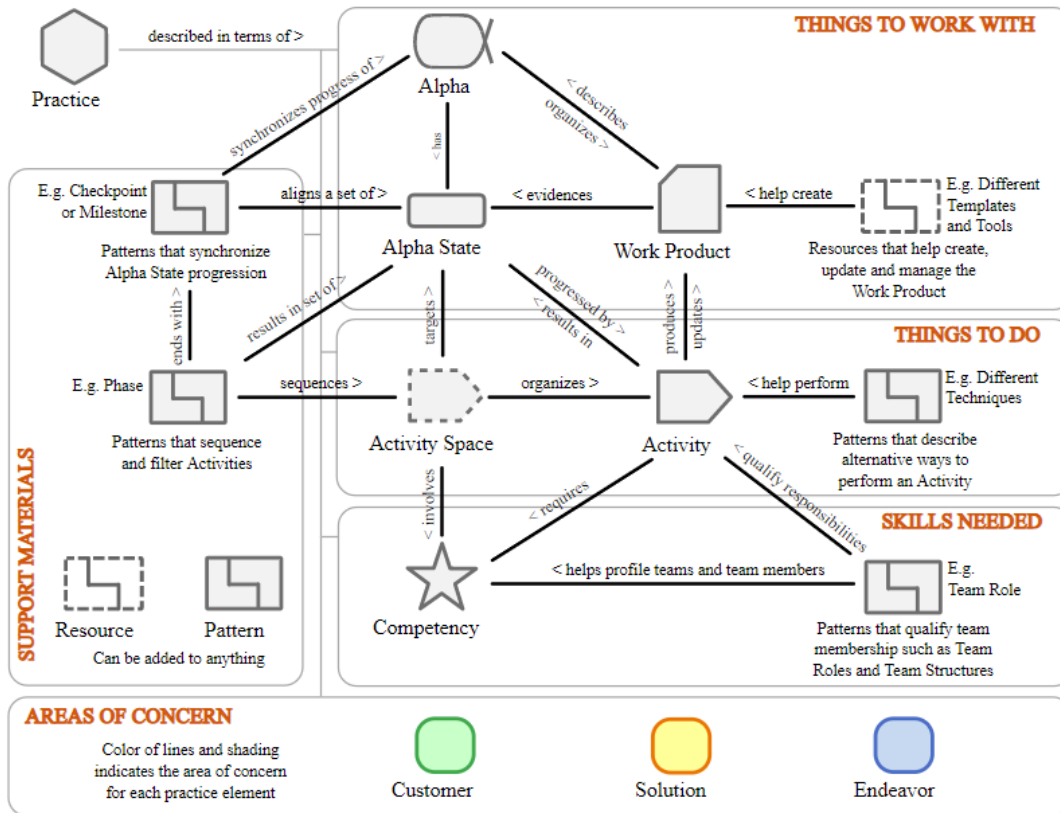 described in terms of >
THINGS TO WORK WITH
Practice
Alpha
synchronizes progress of >
< has
< describes
organizes >
E.g. Checkpoint
or Milestone
aligns a set of >
< evidences
< help create
E.g. Different
Templates
and Tools
Patterns that synchronize
Alpha State progression
Alpha State
Work Product
Resources that help create,
update and manage the
Work Product
ends with >
results in set of >
targets >
progressed by >
< results in
produces >
updates >
THINGS TO DO
E.g. Phase
sequences >
organizes >
< help perform
E.g. Different
Techniques
Patterns that sequence
and filter Activities
Activity Space
Activity
Patterns that describe
alternative ways to
perform an Activity
< involves
< requires
< qualify responsibilities
SKILLS NEEDED
SUPPORT MATERIALS
< helps profile teams and team members
E.g.
Team Role
Resource
Pattern
Can be added to anything
Competency
Patterns that qualify team
membership such as Team
Roles and Team Structures
AREAS OF CONCERN
Color of lines and shading
indicates the area of concern
for each practice element
Customer
Solution
Endeavor